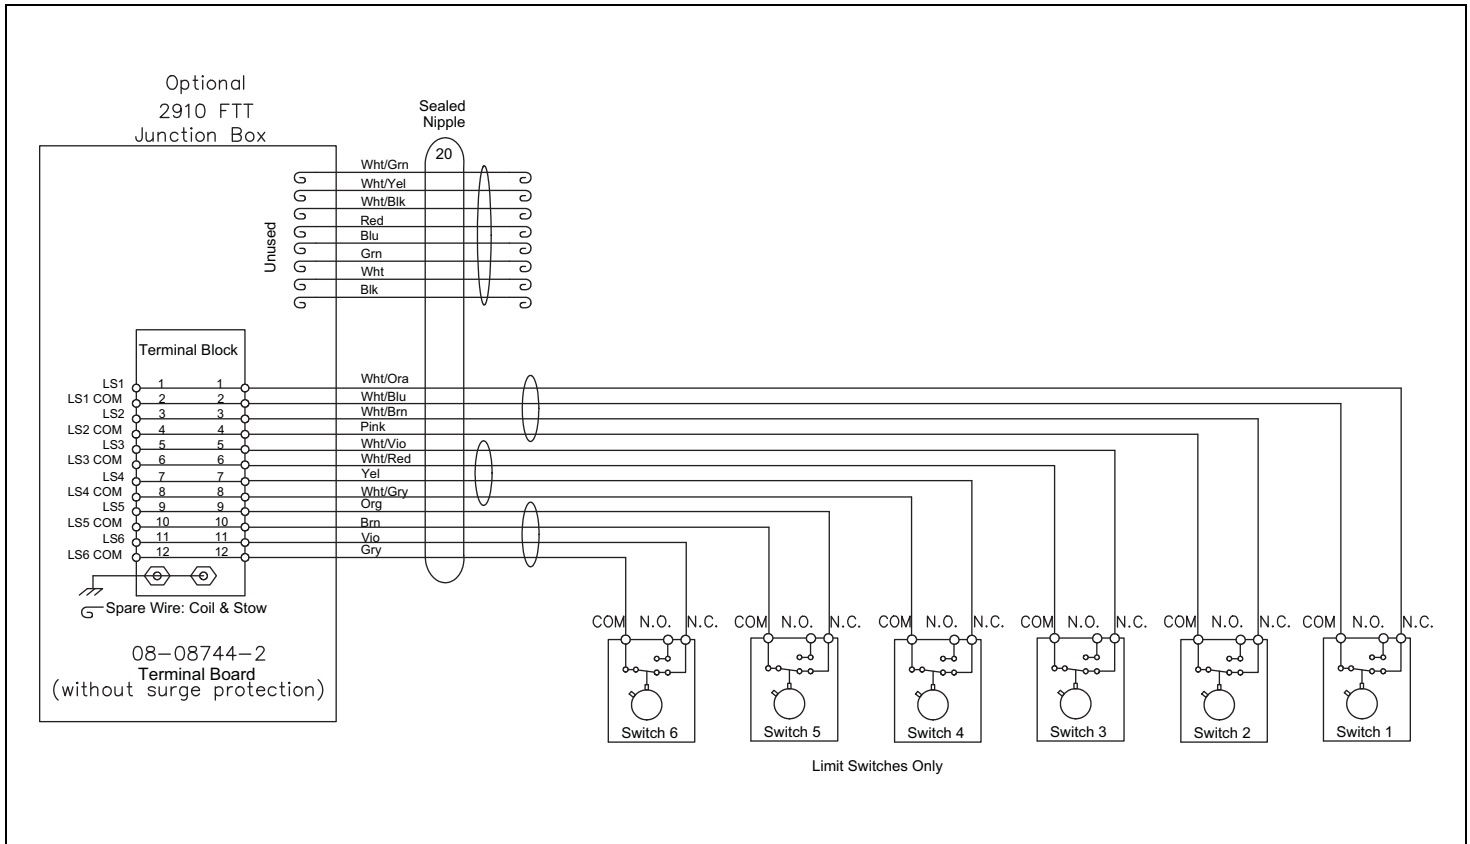 Optional
2910 FTT
Junction Box
Sealed
Nipple
20
Unused
Wht/Grn
Wht/Yel
Wht/Blk
Red
Blu
Grn
Wht
Blk
Terminal Block
LS1 1 1 Wht/Ora
LS1 COM 2 2 Wht/Blu
LS2 3 3 Wht/Brn
LS2 COM 4 4 Pink
LS3 5 5 Wht/Vio
LS3 COM 6 6 Wht/Red
LS4 7 7 Yel
LS4 COM 8 8 Wht/Gry
LS5 9 9 Org
LS5 COM 10 10 Brn
LS6 11 11 Vio
LS6 COM 12 12 Gry
Spare Wire: Coil & Stow
08-08744-2
Terminal Board
(without surge protection)
COM N.O. N.C. COM N.O. N.C. COM N.O. N.C. COM N.O. N.C. COM N.O. N.C. COM N.O. N.C.
Switch 6 Switch 5 Switch 4 Switch 3 Switch 2 Switch 1
Limit Switches Only